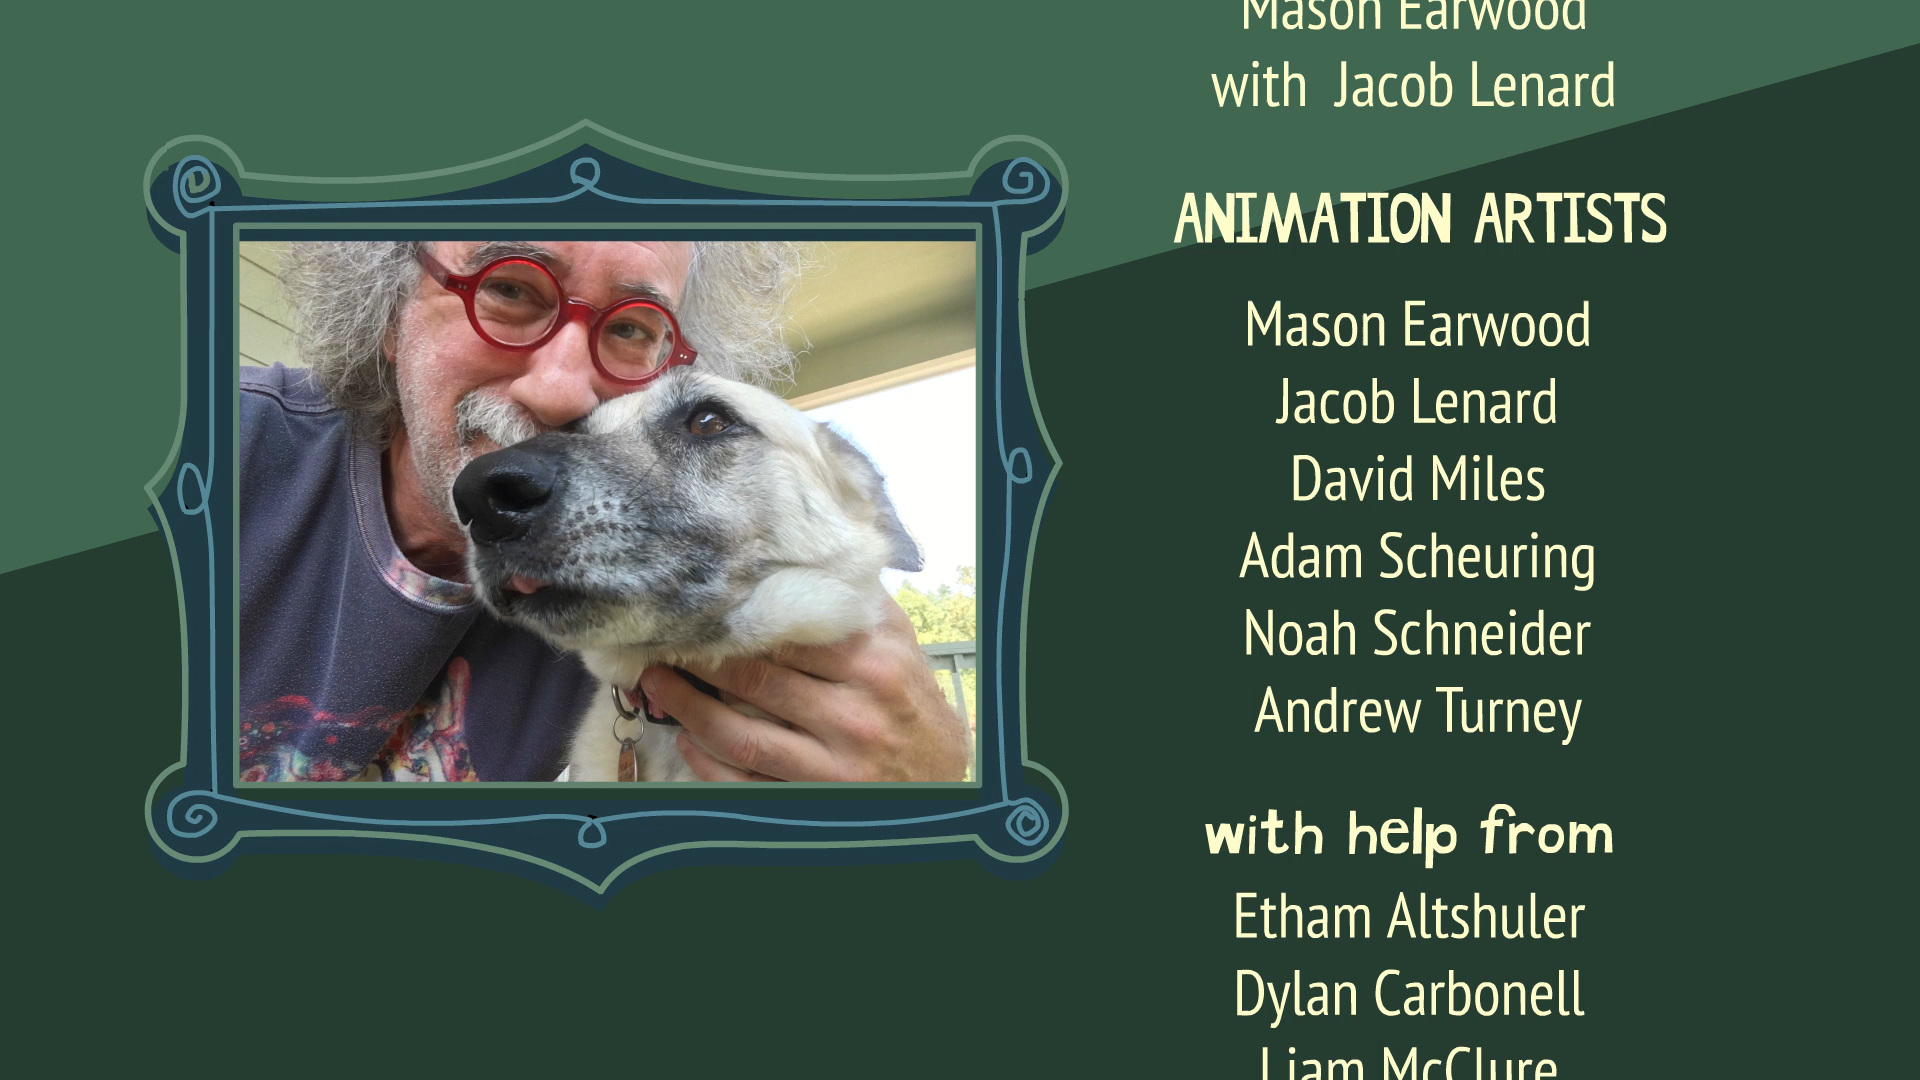 Mason Earwood
with Jacob Lenard
ANIMATION ARTISTS
Mason Earwood
Jacob Lenard
David Miles
Adam Scheuring
Noah Schneider
Andrew Turney
with help from
Etham Altshuler
Dylan Carbonell
Liam McClure